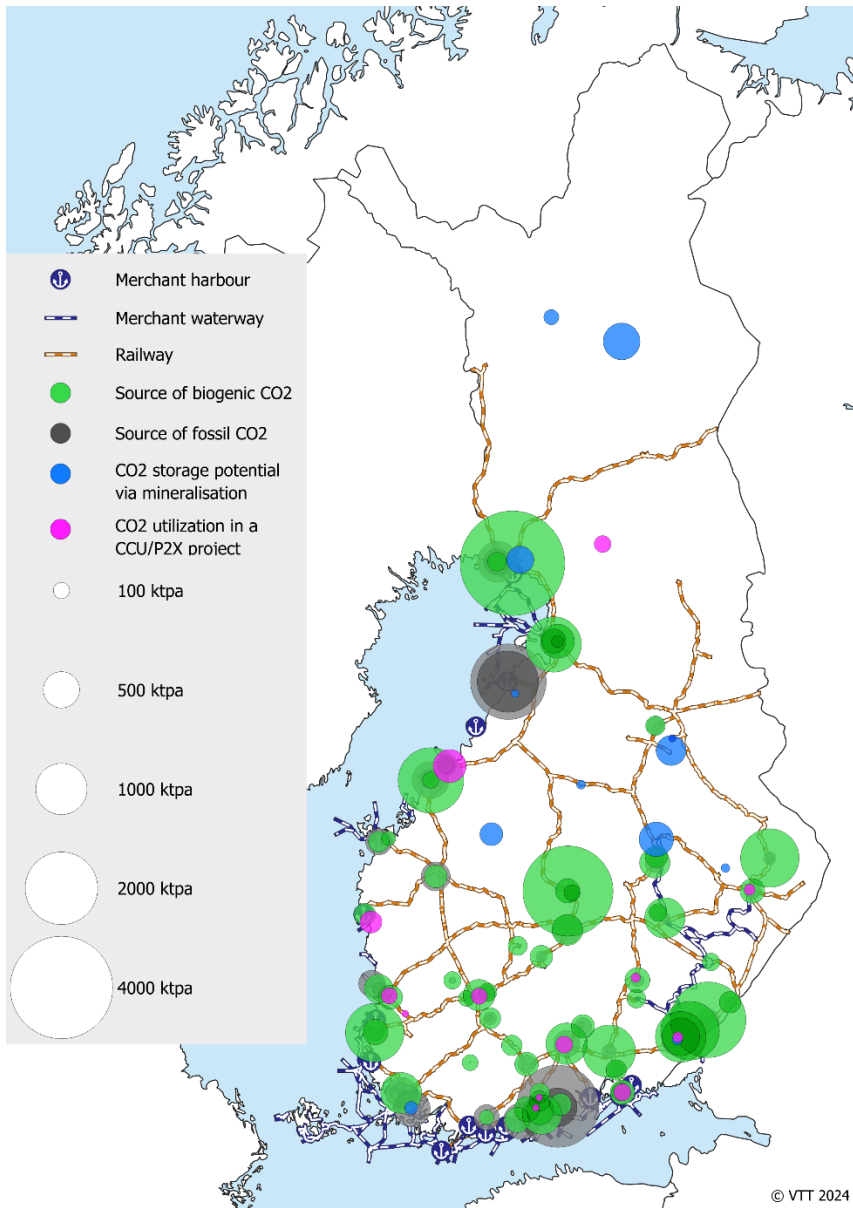 Merchant harbour
Merchant waterway
Railway
Source of biogenic CO2
Source of fossil CO2
CO2 storage potential
via mineralisation
CO2 utilization in a
CCU/P2X project
100 ktpa
500 ktpa
1000 ktpa
2000 ktpa
4000 ktpa
© VTT 2024